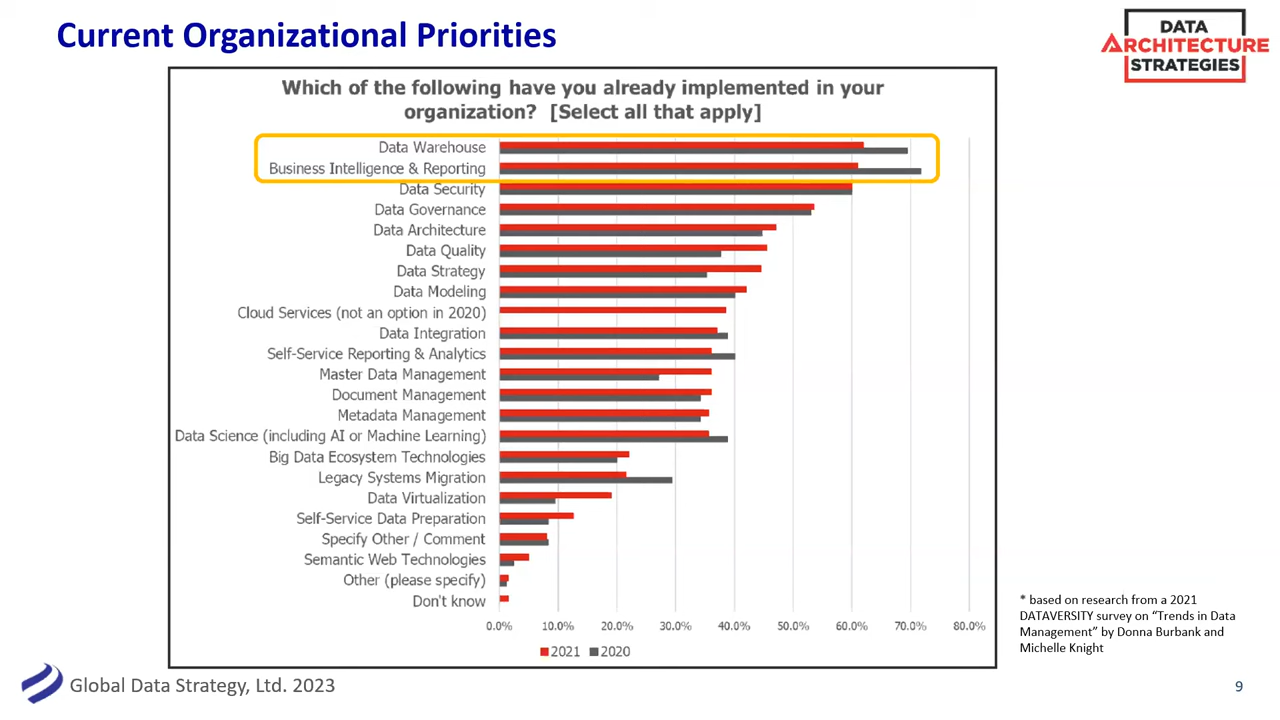 Current Organizational Priorities
DATA
ARCHITECTURE
STRATEGIES
Which of the following have you already implemented in your
organization? [Select all that apply]
Data Warehouse
Business Intelligence & Reporting
Data Security
Data Governance
Data Architecture
Data Quality
Data Strategy
Data Modeling
Cloud Services (not an option in 2020)
Data Integration
Self-Service Reporting & Analytics
Master Data Management
Document Management
Metadata Management
Data Science (including AI or Machine Learning)
Big Data Ecosystem Technologies
Legacy Systems Migration
Data Virtualization
Self-Service Data Preparation
Specify Other / Comment
Semantic Web Technologies
Other (please specify)
Don't know
0.0% 10.0% 20.0% 30.0% 40.0% 50.0% 60.0% 70.0% 80.0%
2021 2020
* based on research from a 2021
DATAVERSITY survey on “Trends in Data
Management” by Donna Burbank and
Michelle Knight
Global Data Strategy, Ltd. 2023
9